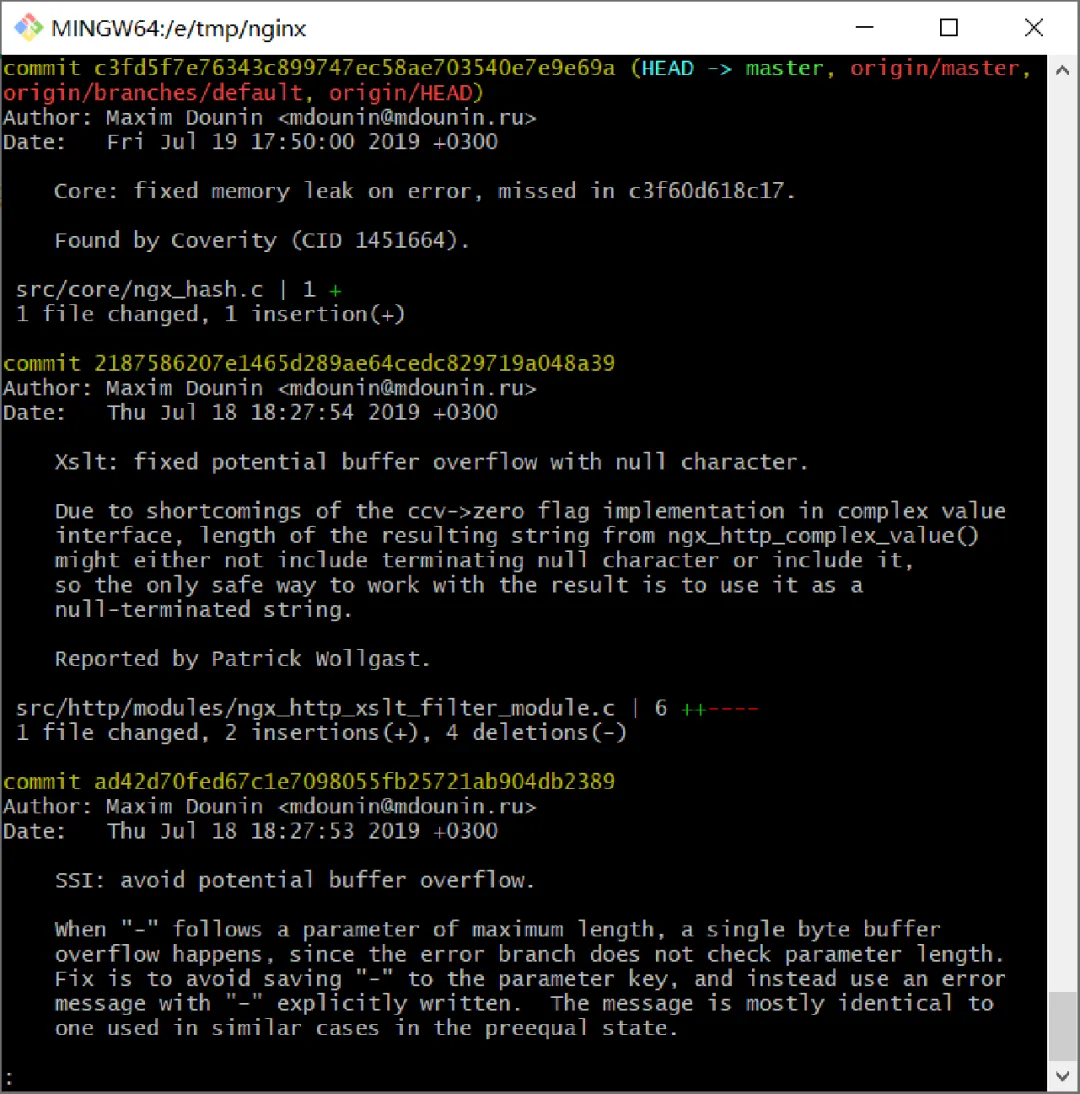 MINGW64:/e/tmp/nginx
commit c3fd5f7e76343c899747ec58ae703540e7e9e69a (HEAD -> master, origin/master,
origin/branches/default, origin/HEAD)
Author: Maxim Dounin <mdounin@mdounin.ru>
Date:   Fri Jul 19 17:50:00 2019 +0300
    Core: fixed memory leak on error, missed in c3f60d618c17.
    Found by Coverity (CID 1451664).
 src/core/ngx_hash.c | 1 +
 1 file changed, 1 insertion(+)
commit 2187586207e1465d289ae64cedc829719a048a39
Author: Maxim Dounin <mdounin@mdounin.ru>
Date:   Thu Jul 18 18:27:54 2019 +0300
    Xslt: fixed potential buffer overflow with null character.
    Due to shortcomings of the ccv->zero flag implementation in complex value
    interface, length of the resulting string from ngx_http_complex_value()
    might either not include terminating null character or include it,
    so the only safe way to work with the result is to use it as a
    null-terminated string.
    Reported by Patrick Wollgast.
 src/http/modules/ngx_http_xslt_filter_module.c | 6 ++----
 1 file changed, 2 insertions(+), 4 deletions(-)
commit ad42d70fed67c1e7098055fb25721ab904db2389
Author: Maxim Dounin <mdounin@mdounin.ru>
Date:   Thu Jul 18 18:27:53 2019 +0300
    SSI: avoid potential buffer overflow.
    When "-" follows a parameter of maximum length, a single byte buffer
    overflow happens, since the error branch does not check parameter length.
    Fix is to avoid saving "-" to the parameter key, and instead use an error
    message with "-" explicitly written.  The message is mostly identical to
    one used in similar cases in the preequal state.
: